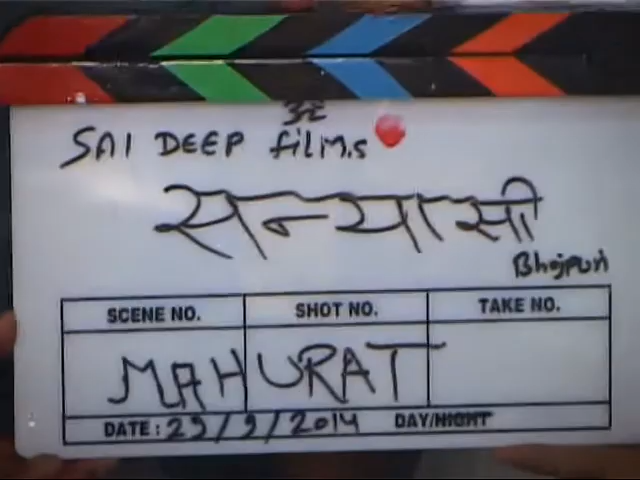 ॐ
SAI DEEP films
सन्यासी
Bhojpuri
SCENE NO. SHOT NO. TAKE NO.
MAHURAT
DATE: 29/9/2014 DAY/NIGHT